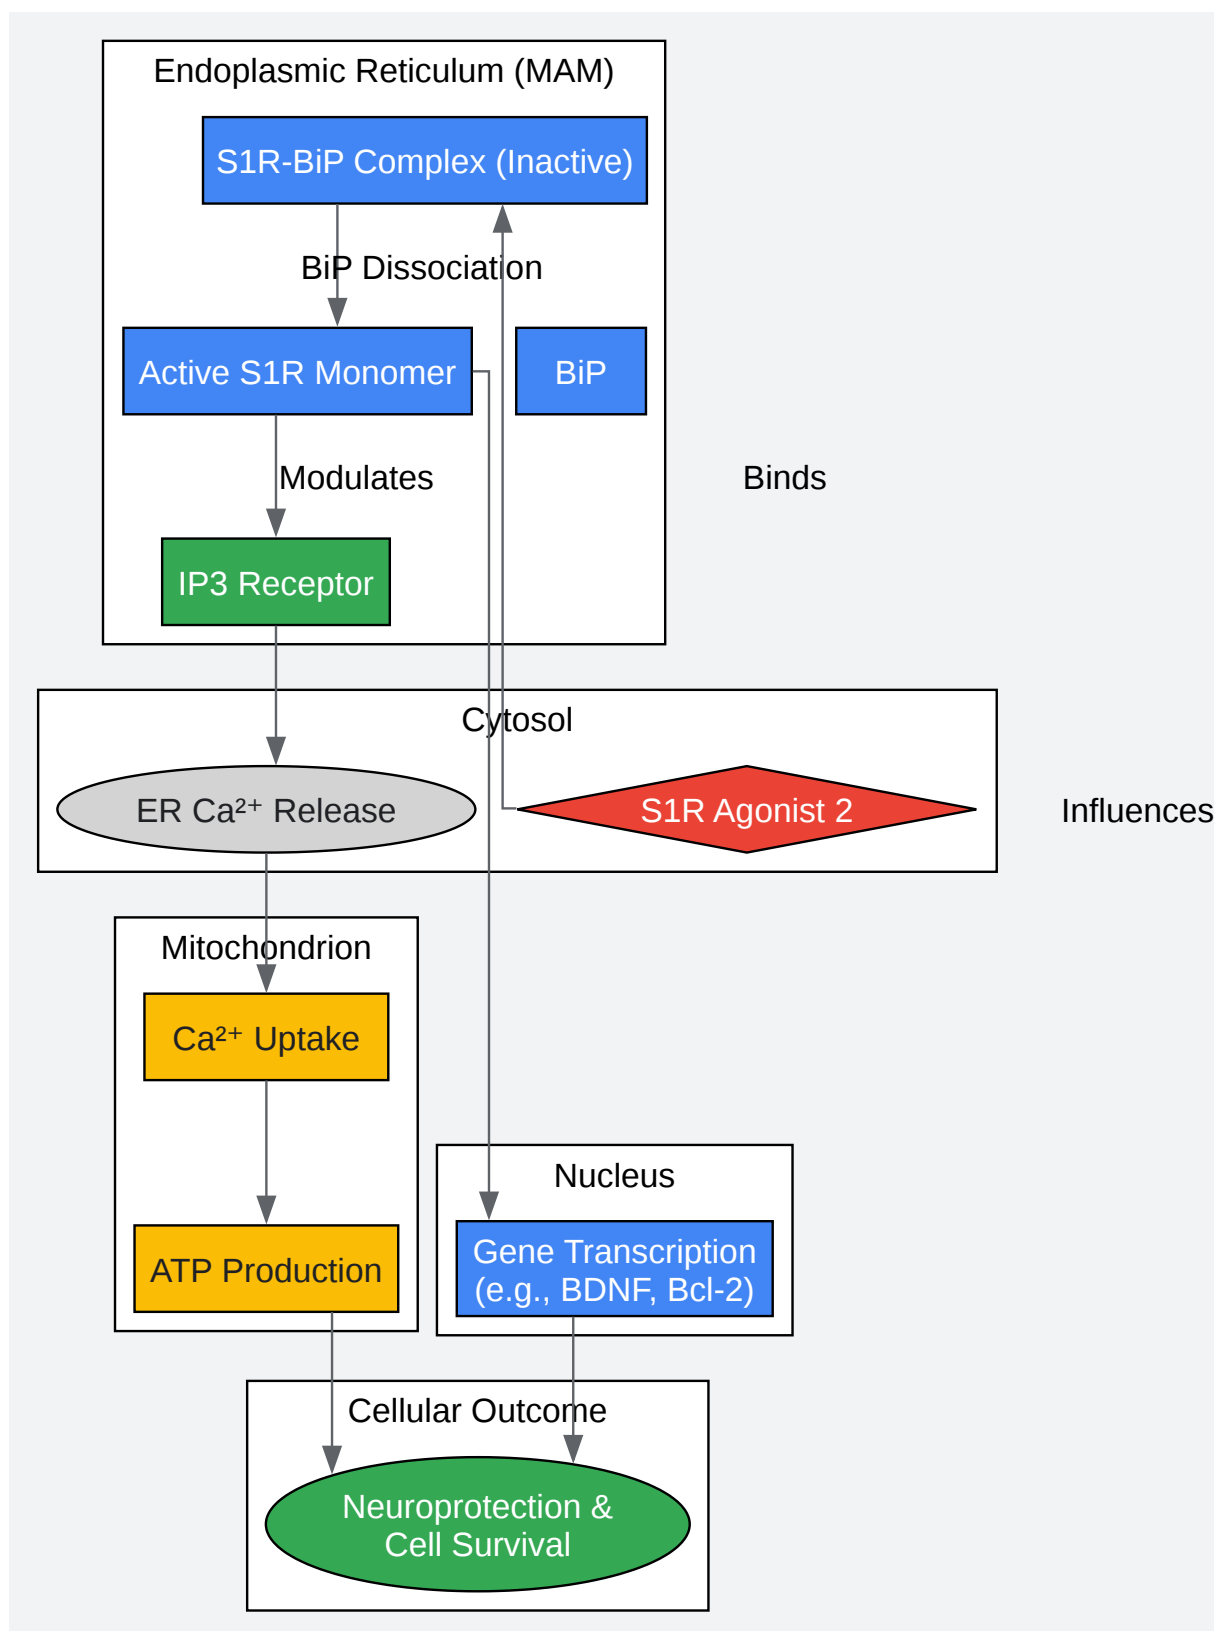 Endoplasmic Reticulum (MAM)
S1R-BiP Complex (Inactive)
BiP Dissociation
Active S1R Monomer
BiP
Modulates
Binds
IP3 Receptor
Cytosol
ER Ca²⁺ Release
S1R Agonist 2
Influences
Mitochondrion
Ca²⁺ Uptake
Nucleus
ATP Production
Gene Transcription
(e.g., BDNF, Bcl-2)
Cellular Outcome
Neuroprotection &
Cell Survival